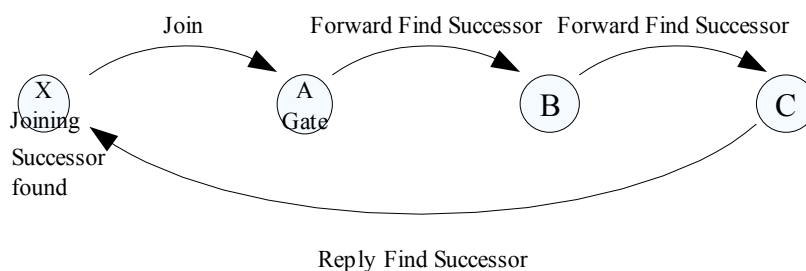 Join
Forward Find Successor
Forward Find Successor
X
Joining
Successor
found
A
Gate
B
C
Reply Find Successor